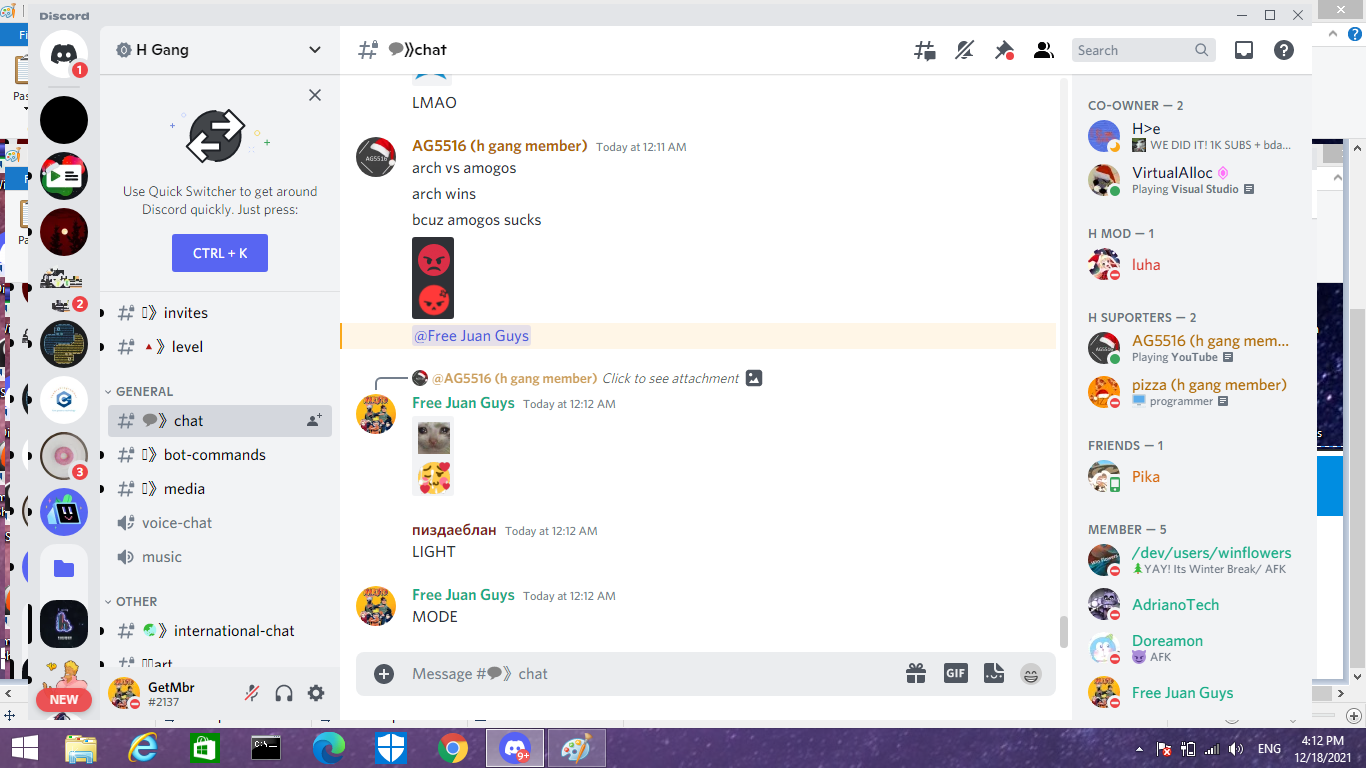 Discord
1
2
3
NEW
H Gang
Use Quick Switcher to get around
Discord quickly. Just press:
CTRL + K
invites
level
GENERAL
chat
bot-commands
media
voice-chat
music
OTHER
international-chat
art
GetMbr
#2137
chat
Search
LMAO
AG5516 (h gang member) Today at 12:11 AM
arch vs amogos
arch wins
bcuz amogos sucks
@Free Juan Guys
@AG5516 (h gang member) Click to see attachment
Free Juan Guys Today at 12:12 AM
пиздаеблан Today at 12:12 AM
LIGHT
Free Juan Guys Today at 12:12 AM
MODE
Message # chat
GIF
CO-OWNER — 2
H>e
WE DID IT! 1K SUBS + bda...
VirtualAlloc
Playing Visual Studio
H MOD — 1
luha
H SUPORTERS — 2
AG5516 (h gang mem...
Playing YouTube
pizza (h gang member)
programmer
FRIENDS — 1
Pika
MEMBER — 5
/dev/users/winflowers
YAY! Its Winter Break/ AFK
AdrianoTech
Doreamon
AFK
Free Juan Guys
9+
ENG
4:12 PM
12/18/2021